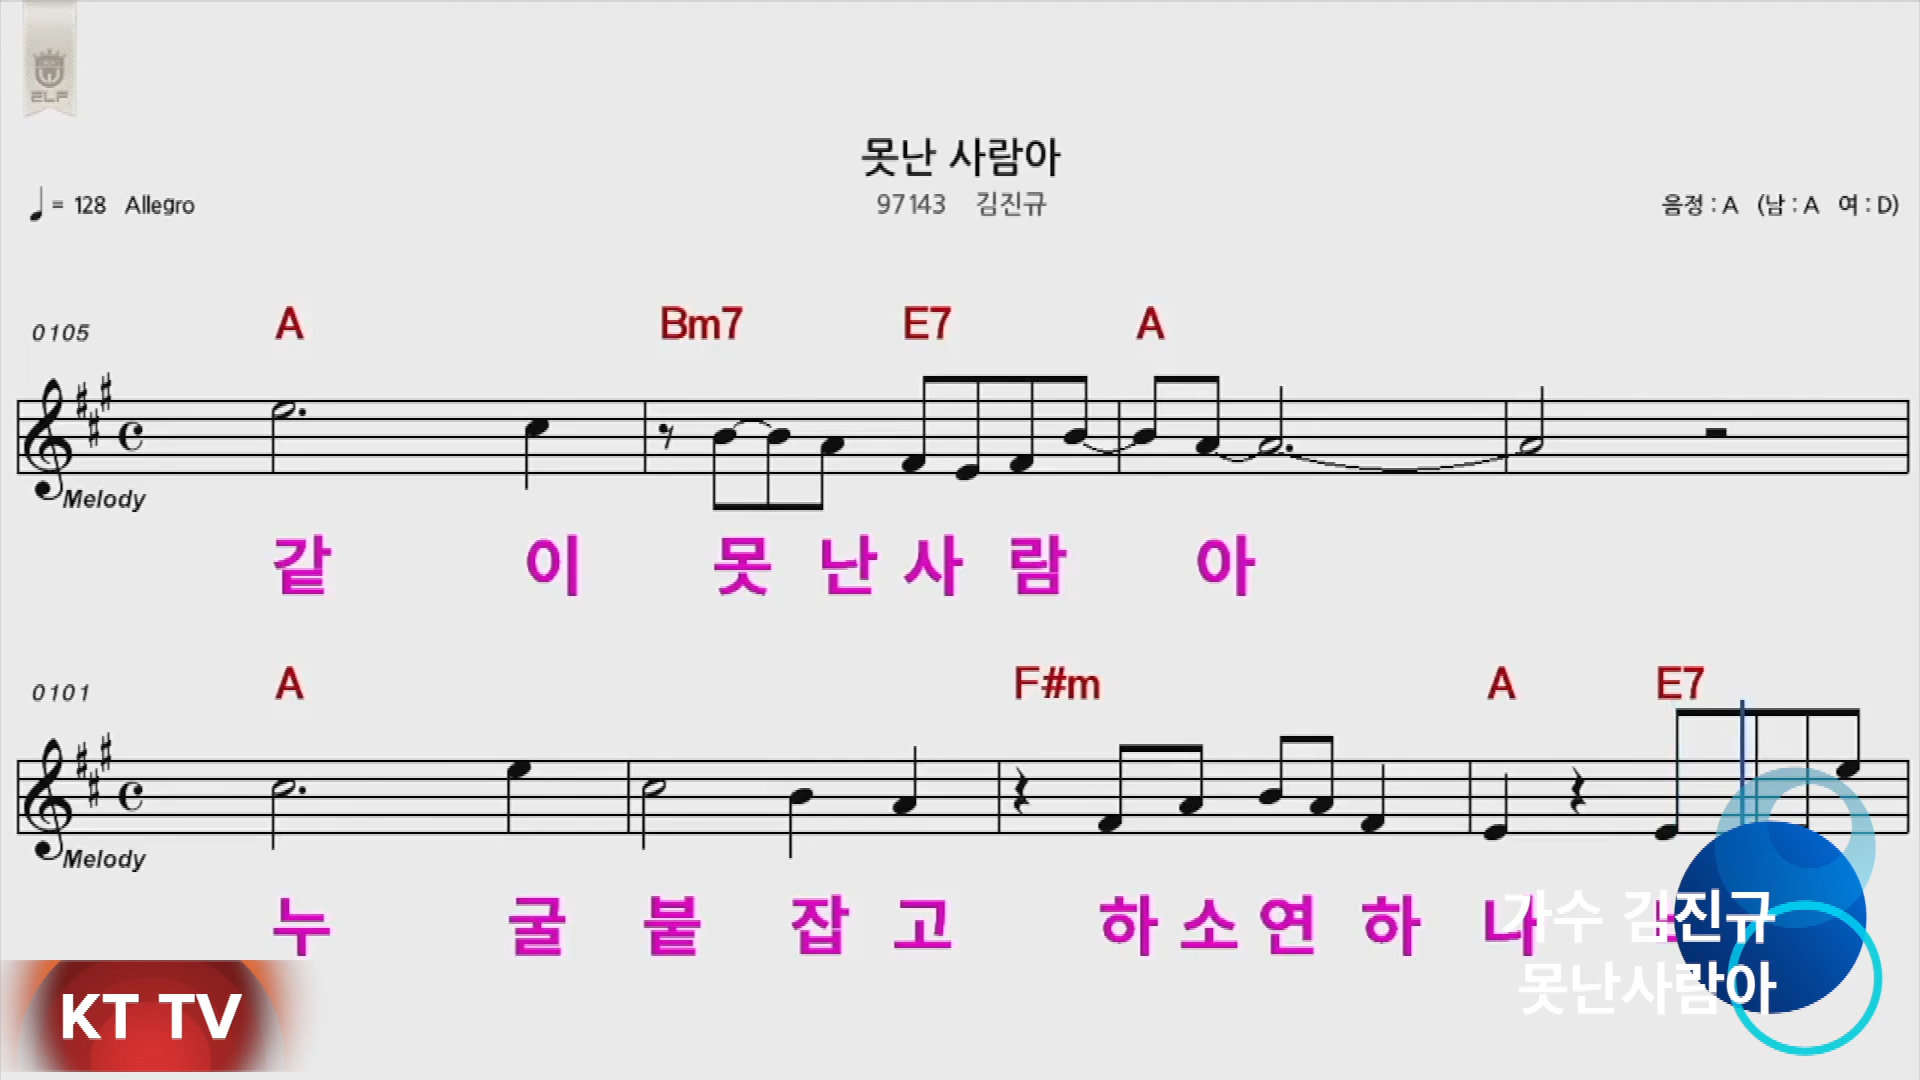 ELF
못난 사람아
♩= 128 Allegro
97143 김진규
음정 : A (남 : A 여 : D)
0105
A Bm7 E7 A
Melody
같 이 못 난 사 람 아
0101
A F#m A E7
Melody
누 굴 붙 잡 고 하 소 연 하 나
가수 김진규
못난사람아
KT TV